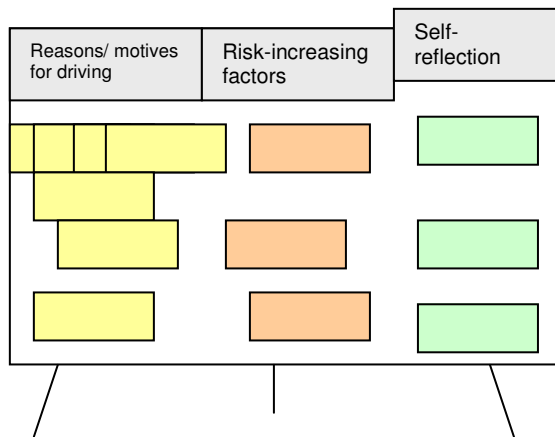 Reasons/ motives
for driving
Risk-increasing
factors
Self-
reflection